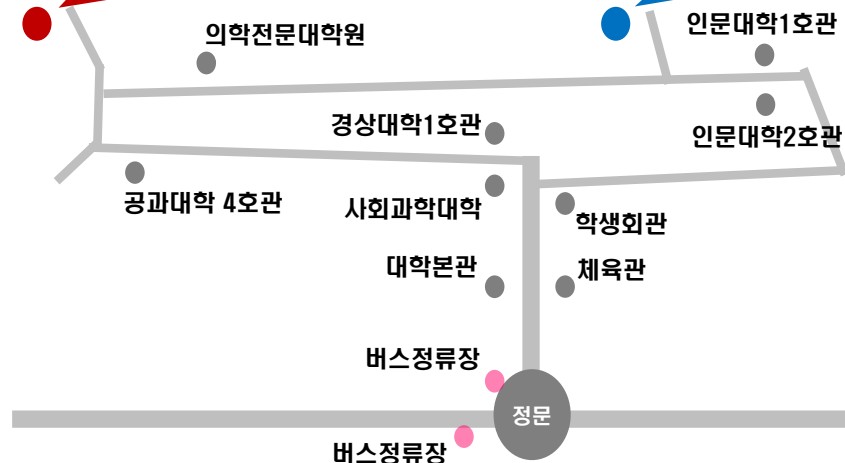 인문대학1호관
의학전문대학원
경상대학1호관
인문대학2호관
공과대학 4호관
사회과학대학
학생회관
대학본관
체육관
버스정류장
정문
버스정류장